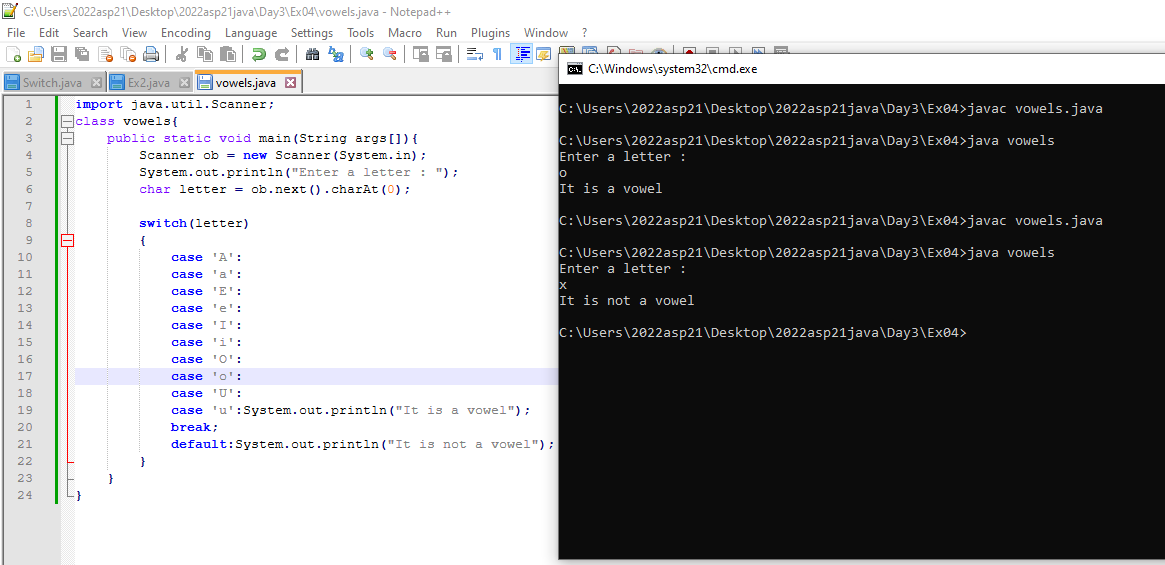 C:\Users\2022asp21\Desktop\2022asp21java\Day3\Ex04\vowels.java - Notepad++
File Edit Search View Encoding Language Settings Tools Macro Run Plugins Window ?
Switch.java Ex2.java vowels.java
1 import java.util.Scanner;
2 class vowels{
3 public static void main(String args[]){
4 Scanner ob = new Scanner(System.in);
5 System.out.println("Enter a letter : ");
6 char letter = ob.next().charAt(0);
7
8 switch(letter)
9 {
10 case 'A':
11 case 'a':
12 case 'E':
13 case 'e':
14 case 'I':
15 case 'i':
16 case 'O':
17 case 'o':
18 case 'U':
19 case 'u':System.out.println("It is a vowel");
20 break;
21 default:System.out.println("It is not a vowel");
22 }
23 }
24 }
C:\Windows\system32\cmd.exe
C:\Users\2022asp21\Desktop\2022asp21java\Day3\Ex04>javac vowels.java
C:\Users\2022asp21\Desktop\2022asp21java\Day3\Ex04>java vowels
Enter a letter :
o
It is a vowel
C:\Users\2022asp21\Desktop\2022asp21java\Day3\Ex04>javac vowels.java
C:\Users\2022asp21\Desktop\2022asp21java\Day3\Ex04>java vowels
Enter a letter :
x
It is not a vowel
C:\Users\2022asp21\Desktop\2022asp21java\Day3\Ex04>